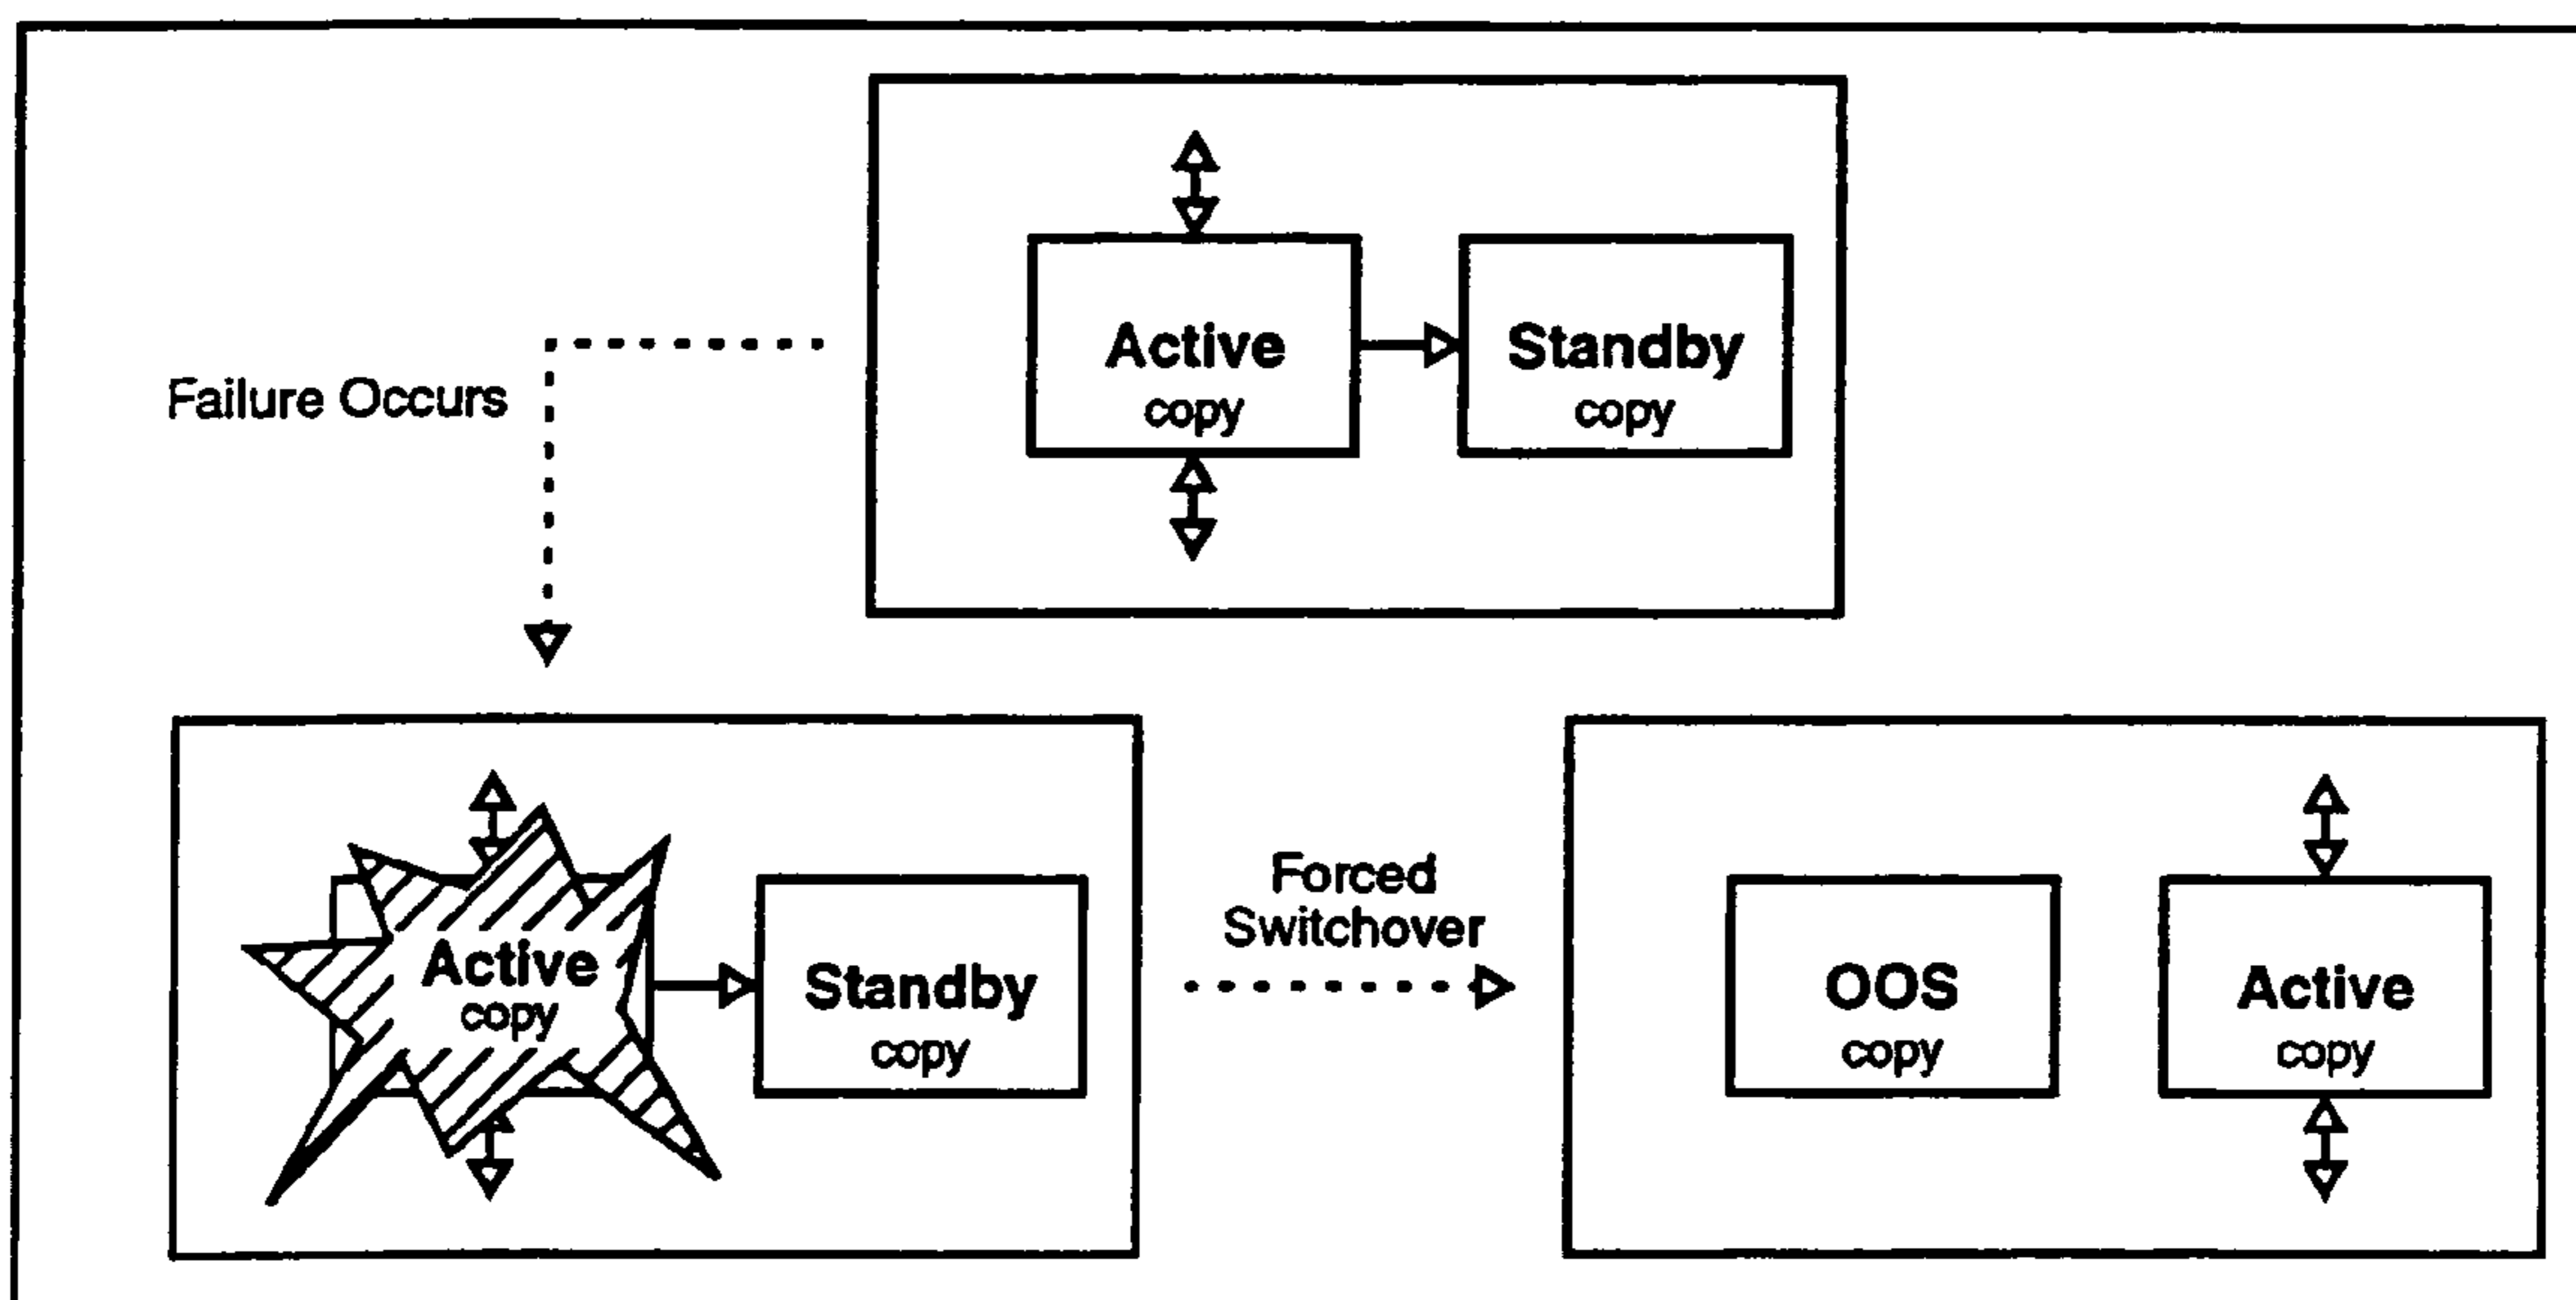 Active
copy
Standby
copy
Failure Occurs
Active
copy
Standby
copy
Forced
Switchover
OOS
copy
Active
copy